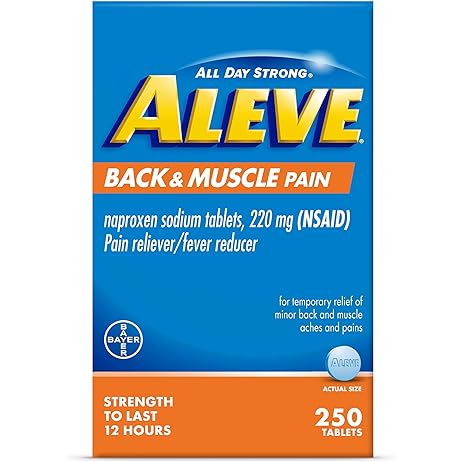 ALL DAY STRONG®
ALEVE®
BACK & MUSCLE PAIN
naproxen sodium tablets, 220 mg (NSAID)
Pain reliever/fever reducer
for temporary relief of
minor back and muscle
aches and pains
BAYER
BAYER
ALEVE
ACTUAL SIZE
STRENGTH
TO LAST
12 HOURS
250
TABLETS